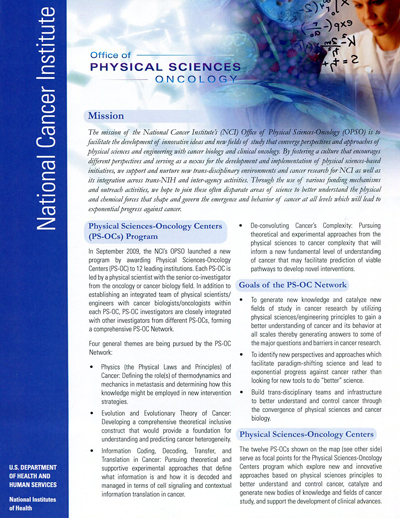 National Cancer Institute
Office of
PHYSICAL SCIENCES
ONCOLOGY
Mission
The mission of the National Cancer Institute's (NCI) Office of Physical Sciences-Oncology (OPSO) is to
facilitate the development of innovative ideas and new fields of study that converge perspectives and approaches of
physical sciences and engineering with cancer biology and clinical oncology. By fostering a culture that encourages
different perspectives and serving as a nexus for the development and implementation of physical sciences-based
initiatives, we support and nurture new trans-disciplinary environments and cancer research for NCI as well as
its integration across trans-NIH and inter-agency activities. Through the use of various funding mechanisms
and outreach activities, we hope to join these often disparate areas of science to better understand the physical
and chemical forces that shape and govern the emergence and behavior of cancer at all levels which will lead to
exponential progress against cancer.
Physical Sciences-Oncology Centers
(PS-OCs) Program
In September 2009, the NCI's OPSO launched a new
program by awarding Physical Sciences-Oncology
Centers (PS-OC) to 12 leading institutions. Each PS-OC is
led by a physical scientist with the senior co-investigator
from the oncology or cancer biology field. In addition to
establishing an integrated team of physical scientists/
engineers with cancer biologists/oncologists within
each PS-OC, PS-OC investigators are closely integrated
with other investigators from different PS-OCs, forming
a comprehensive PS-OC Network.
Four general themes are being pursued by the PS-OC
Network:
• Physics (the Physical Laws and Principles) of
Cancer: Defining the role(s) of thermodynamics and
mechanics in metastasis and determining how this
knowledge might be employed in new intervention
strategies.
• Evolution and Evolutionary Theory of Cancer:
Developing a comprehensive theoretical inclusive
construct that would provide a foundation for
understanding and predicting cancer heterogeneity.
• Information Coding, Decoding, Transfer, and
Translation in Cancer: Pursuing theoretical and
supportive experimental approaches that define
what information is and how it is decoded and
managed in terms of cell signaling and contextual
information translation in cancer.
• De-convoluting Cancer's Complexity: Pursuing
theoretical and experimental approaches from the
physical sciences to cancer complexity that will
inform a new fundamental level of understanding
of cancer that may facilitate prediction of viable
pathways to develop novel interventions.
Goals of the PS-OC Network
• To generate new knowledge and catalyze new
fields of study in cancer research by utilizing
physical sciences/engineering principles to gain a
better understanding of cancer and its behavior at
all scales thereby generating answers to some of
the major questions and barriers in cancer research.
• To identify new perspectives and approaches which
facilitate paradigm-shifting science and lead to
exponential progress against cancer rather than
looking for new tools to do "better" science.
• Build trans-disciplinary teams and infrastructure
to better understand and control cancer through
the convergence of physical sciences and cancer
biology.
Physical Sciences-Oncology Centers
The twelve PS-OCs shown on the map (see other side)
serve as focal points for the Physical Sciences-Oncology
Centers program which explore new and innovative
approaches based on physical sciences principles to
better understand and control cancer, catalyze and
generate new bodies of knowledge and fields of cancer
study, and support the development of clinical advances.
U.S. DEPARTMENT
OF HEALTH AND
HUMAN SERVICES
National Institutes
of Health